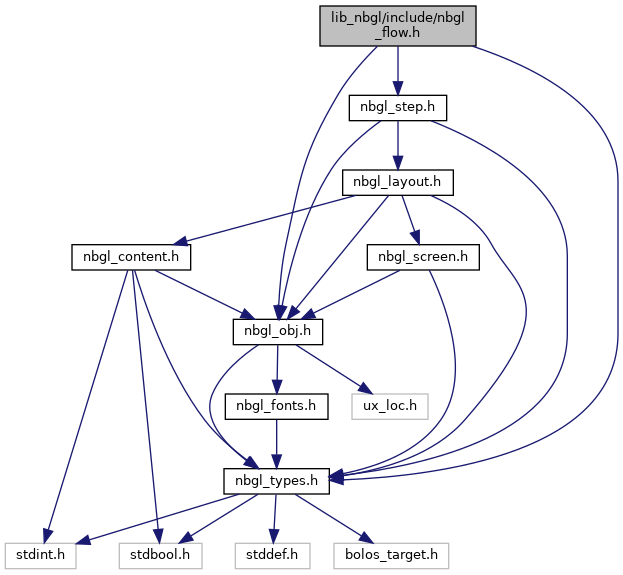 lib_nbgl/include/nbgl
_flow.h
nbgl_step.h
nbgl_layout.h
nbgl_content.h
nbgl_screen.h
nbgl_obj.h
nbgl_fonts.h
ux_loc.h
nbgl_types.h
stdint.h
stdbool.h
stddef.h
bolos_target.h